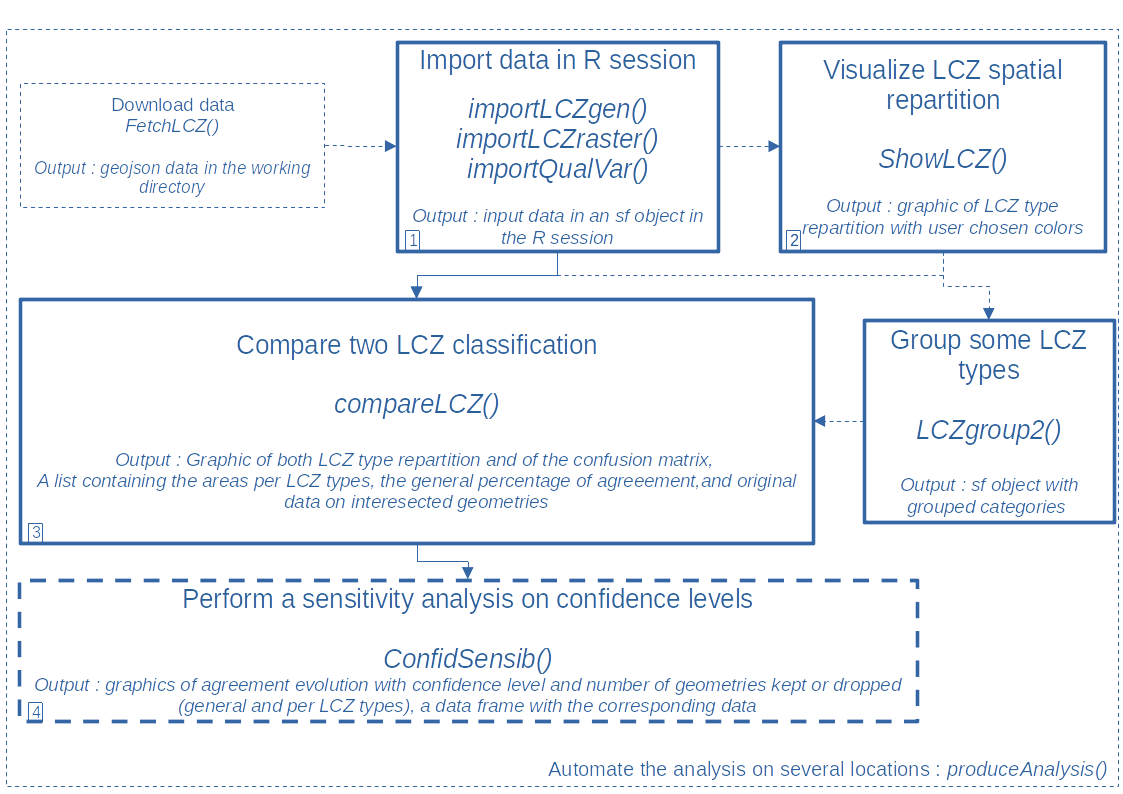 Download data
FetchLCZ()
Output : geojson data in the working
directory
Import data in R session
importLCZgen()
importLCZraster()
importQualVar()
Output : input data in an sf object in
the R session
1
Visualize LCZ spatial
repartition
ShowLCZ()
Output : graphic of LCZ type
repartition with user chosen colors
2
Compare two LCZ classification
compareLCZ()
Output : Graphic of both LCZ type repartition and of the confusion matrix,
A list containing the areas per LCZ types, the general percentage of agreeement,and original
data on interesected geometries
3
Group some LCZ
types
LCZgroup2()
Output : sf object with
grouped categories
Perform a sensitivity analysis on confidence levels
ConfidSensib()
Output : graphics of agreement evolution with confidence level and number of geometries kept or dropped
(general and per LCZ types), a data frame with the corresponding data
4
Automate the analysis on several locations : produceAnalysis()